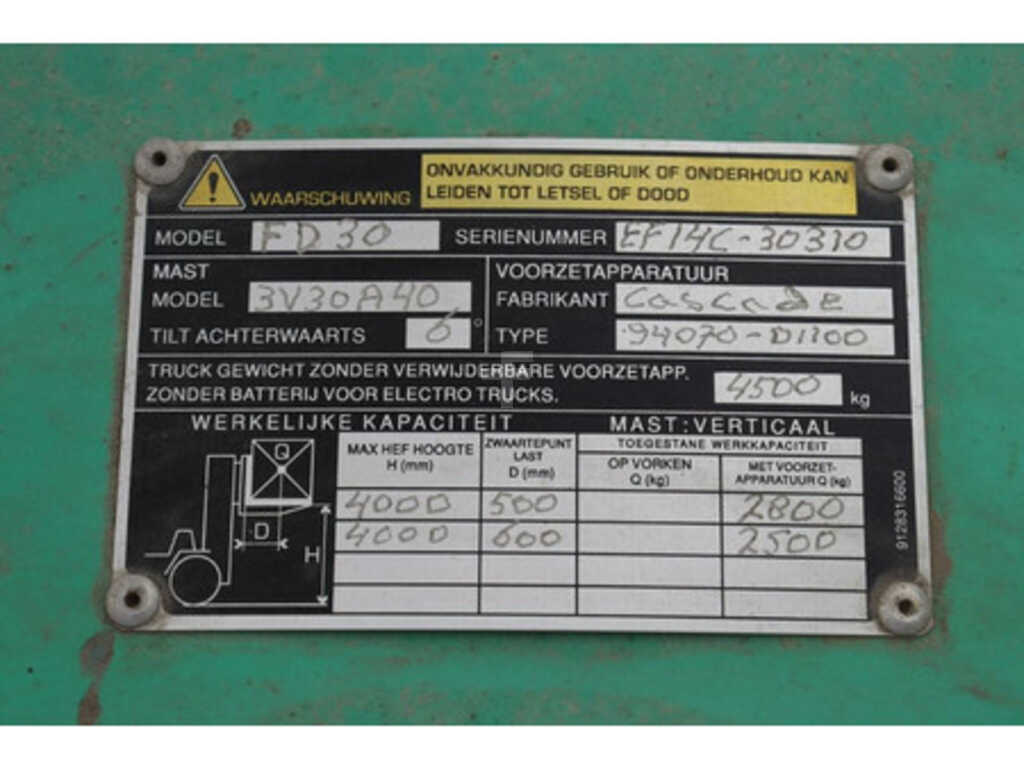 WAARSCHUWING
ONVAKKUNDIG GEBRUIK OF ONDERHOUD KAN
LEIDEN TOT LETSEL OF DOOD
MODEL FD30 SERIENUMMER EF14C-30310
MAST
MODEL 3V30A40
TILT ACHTERWAARTS 6°
VOORZETAPPARATUUR
FABRIKANT Cascade
TYPE 94070-D1100
TRUCK GEWICHT ZONDER VERWIJDERBARE VOORZETAPP.
ZONDER BATTERIJ VOOR ELECTRO TRUCKS. 4500 kg
WERKELIJKE KAPACITEIT MAST: VERTICAAL
Q
D
H
MAX HEF HOOGTE
H (mm)
ZWAARTEPUNT
LAST
D (mm)
TOEGESTANE WERKKAPACITEIT
OP VORKEN
Q (kg)
MET VOORZET-
APPARATUUR Q (kg)
4000 500 2800
4000 600 2500
9128316600